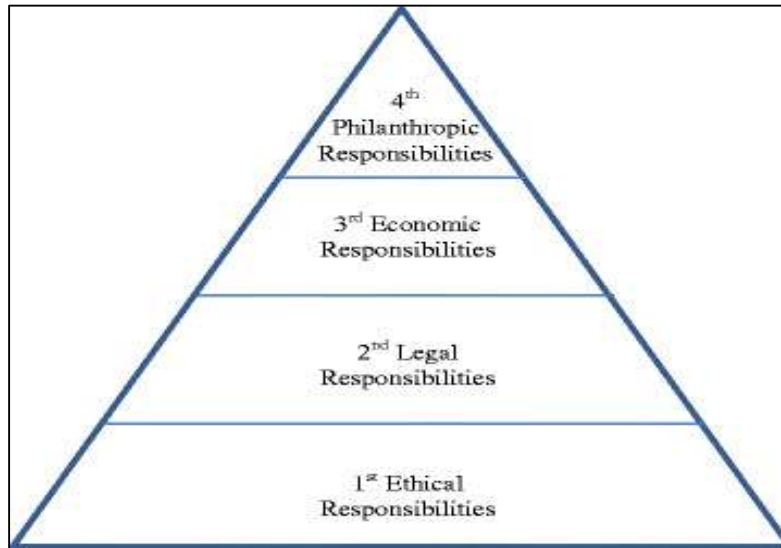 4th
Philanthropic
Responsibilities
3rd Economic
Responsibilities
2nd Legal
Responsibilities
1st Ethical
Responsibilities